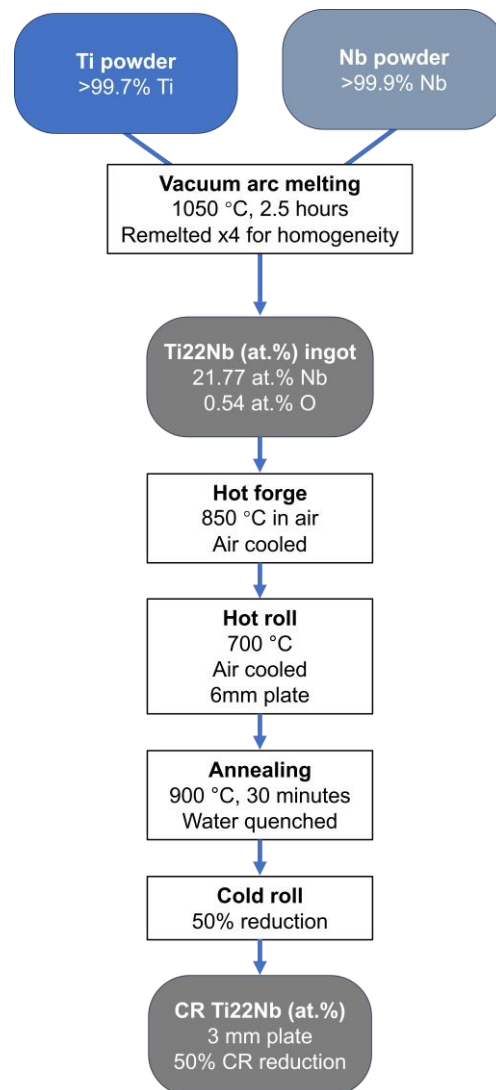 Ti powder
>99.7% Ti
Nb powder
>99.9% Nb
Vacuum arc melting
1050 °C, 2.5 hours
Remelted x4 for homogeneity
Ti22Nb (at.%) ingot
21.77 at.% Nb
0.54 at.% O
Hot forge
850 °C in air
Air cooled
Hot roll
700 °C
Air cooled
6mm plate
Annealing
900 °C, 30 minutes
Water quenched
Cold roll
50% reduction
CR Ti22Nb (at.%)
3 mm plate
50% CR reduction